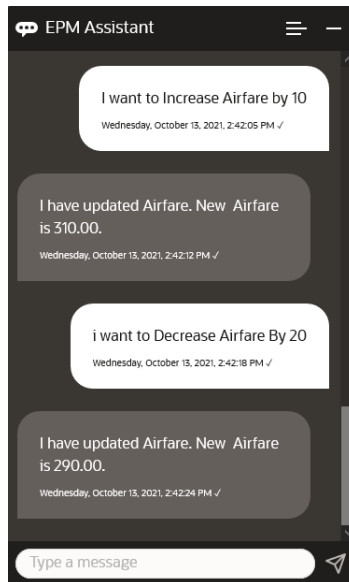 EPM Assistant
I want to Increase Airfare by 10
Wednesday, October 13, 2021, 2:42:05 PM ✓
I have updated Airfare. New  Airfare
is 310.00.
Wednesday, October 13, 2021, 2:42:12 PM ✓
i want to Decrease Airfare By 20
Wednesday, October 13, 2021, 2:42:18 PM ✓
I have updated Airfare. New  Airfare
is 290.00.
Wednesday, October 13, 2021, 2:42:24 PM ✓
Type a message